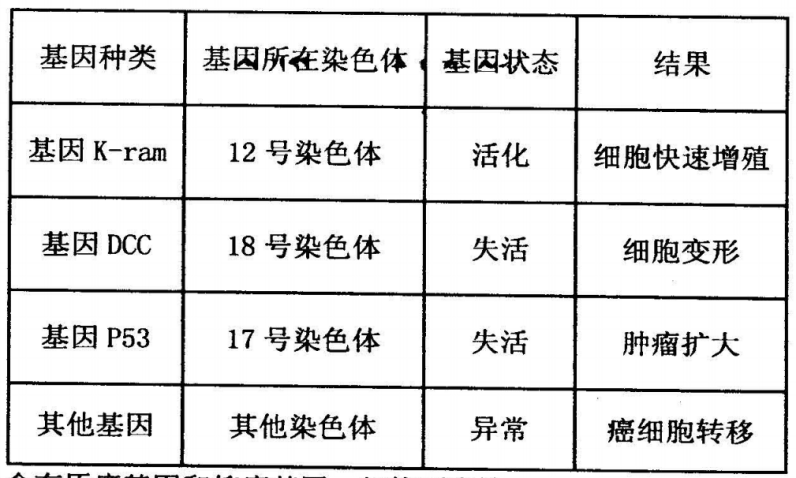 基因种类 基因所在染色体 基因状态 结果
基因 K-ram 12 号染色体 活化 细胞快速增殖
基因 DCC 18 号染色体 失活 细胞变形
基因 P53 17 号染色体 失活 肿瘤扩大
其他基因 其他染色体 异常 癌细胞转移